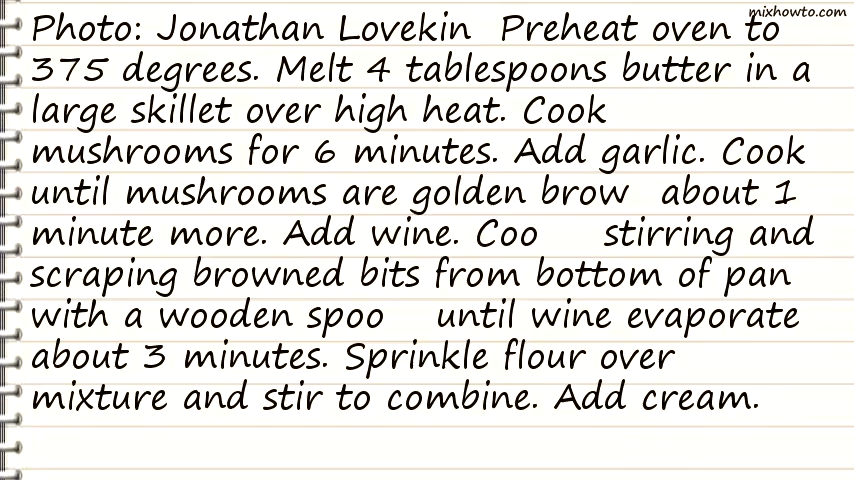 mixhowto.com
Photo: Jonathan Lovekin Preheat oven to
375 degrees. Melt 4 tablespoons butter in a
large skillet over high heat. Cook
mushrooms for 6 minutes. Add garlic. Cook
until mushrooms are golden brow about 1
minute more. Add wine. Coo stirring and
scraping browned bits from bottom of pan
with a wooden spoo until wine evaporate
about 3 minutes. Sprinkle flour over
mixture and stir to combine. Add cream.